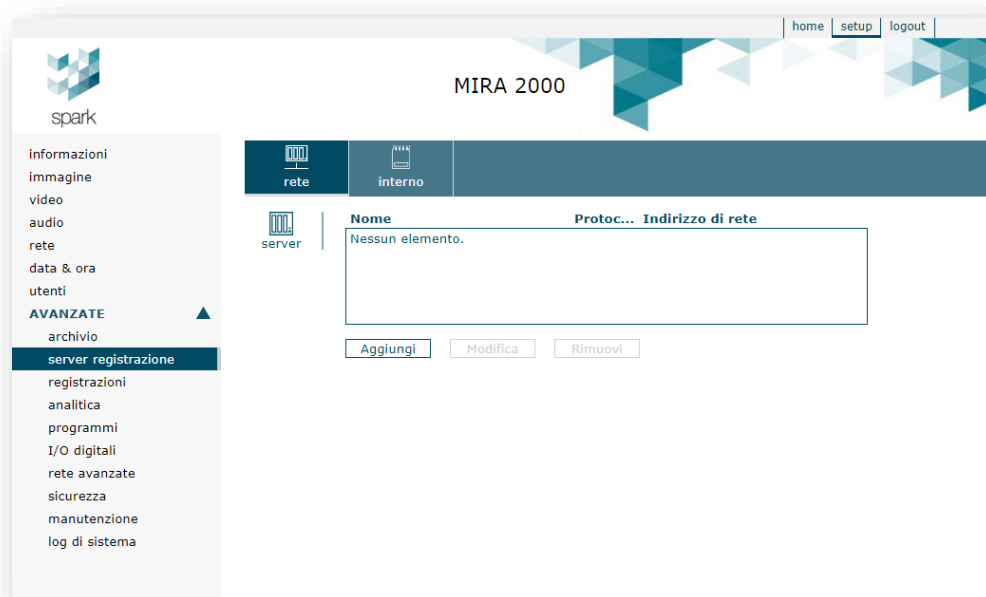 home setup logout
spark
MIRA 2000
informazioni
immagine
video
audio
rete
data & ora
utenti
AVANZATE
archivio
server registrazione
registrazioni
analitica
programmi
I/O digitali
rete avanzate
sicurezza
manutenzione
log di sistema
rete interno
server
Nome Protoc... Indirizzo di rete
Nessun elemento.
Aggiungi Modifica Rimuovi